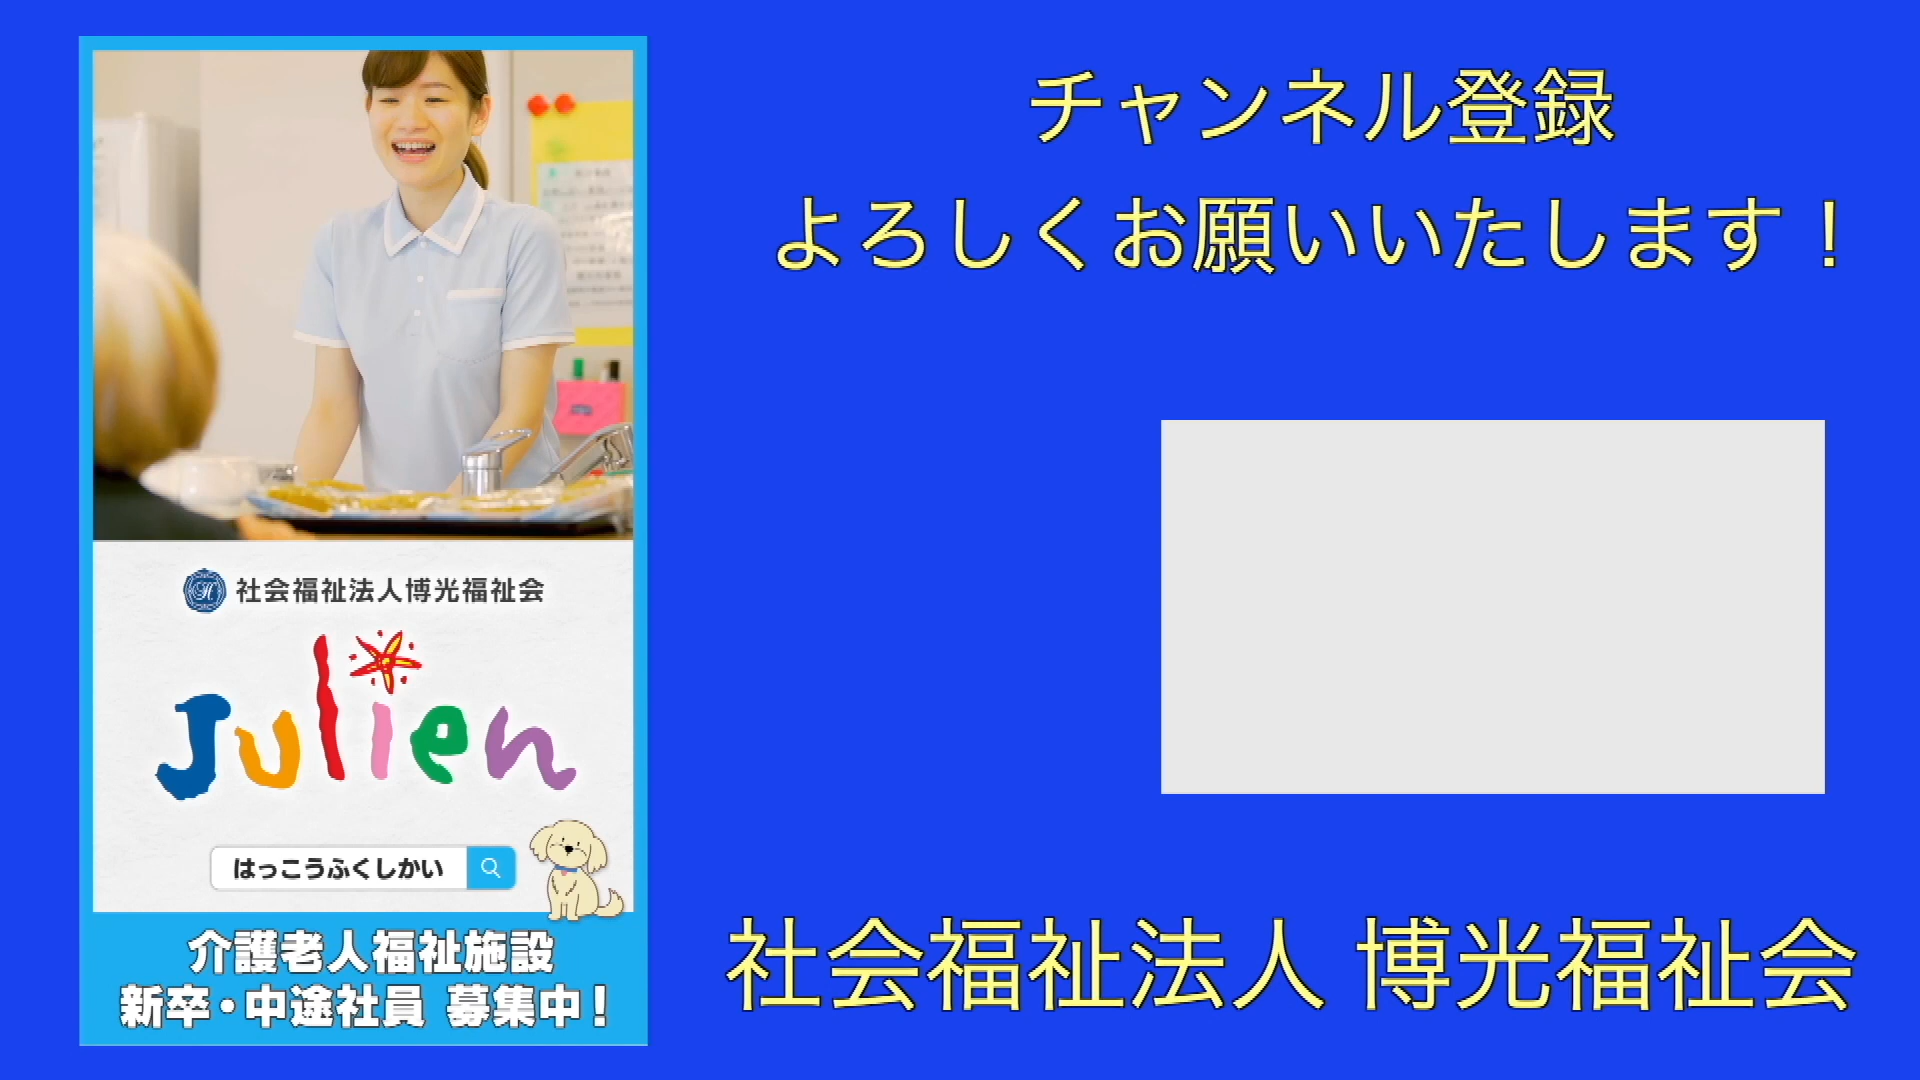 社会福祉法人博光福祉会
Julien
はっこうふくしかい
介護老人福祉施設
新卒・中途社員 募集中！
チャンネル登録
よろしくお願いいたします！
社会福祉法人 博光福祉会